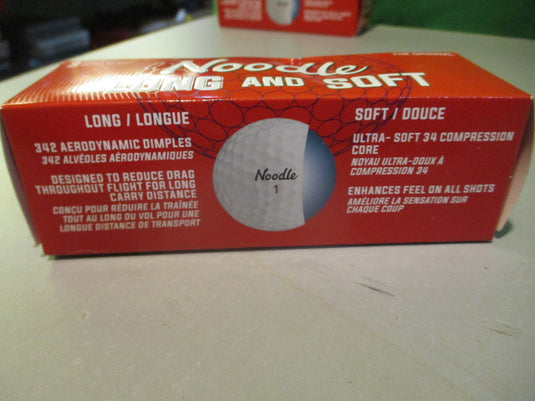 Noodle
LONG AND SOFT
LONG / LONGUE
342 AERODYNAMIC DIMPLES
342 ALVÉOLES AÉRODYNAMIQUES
DESIGNED TO REDUCE DRAG
THROUGHOUT FLIGHT FOR LONG
CARRY DISTANCE
CONÇU POUR RÉDUIRE LA TRAÎNÉE
TOUT AU LONG DU VOL POUR UNE
LONGUE DISTANCE DE TRANSPORT
Noodle
1
SOFT / DOUCE
ULTRA- SOFT 34 COMPRESSION
CORE
NOYAU ULTRA-DOUX À
COMPRESSION 34
ENHANCES FEEL ON ALL SHOTS
AMÉLIORE LA SENSATION SUR
CHAQUE COUP